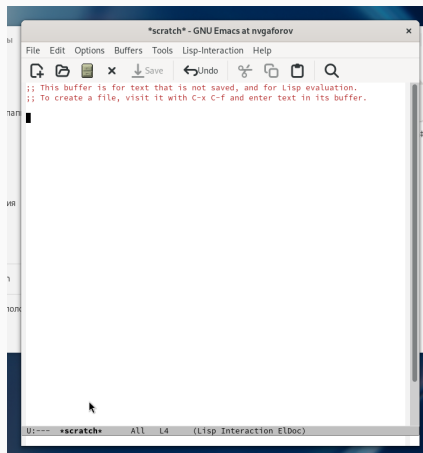 *scratch* - GNU Emacs at nvgaforov
File Edit Options Buffers Tools Lisp-Interaction Help
Save Undo
;; This buffer is for text that is not saved, and for Lisp evaluation.
;; To create a file, visit it with C-x C-f and enter text in its buffer.
U:--- *scratch* All L4 (Lisp Interaction ElDoc)